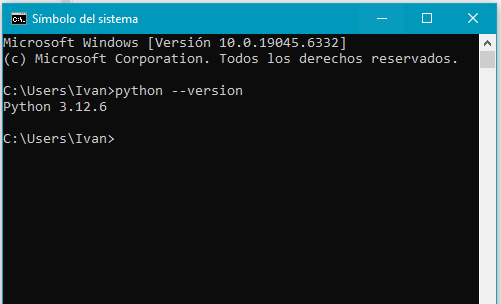 Símbolo del sistema
Microsoft Windows [Versión 10.0.19045.6332]
(c) Microsoft Corporation. Todos los derechos reservados.
C:\Users\Ivan>python --version
Python 3.12.6
C:\Users\Ivan>